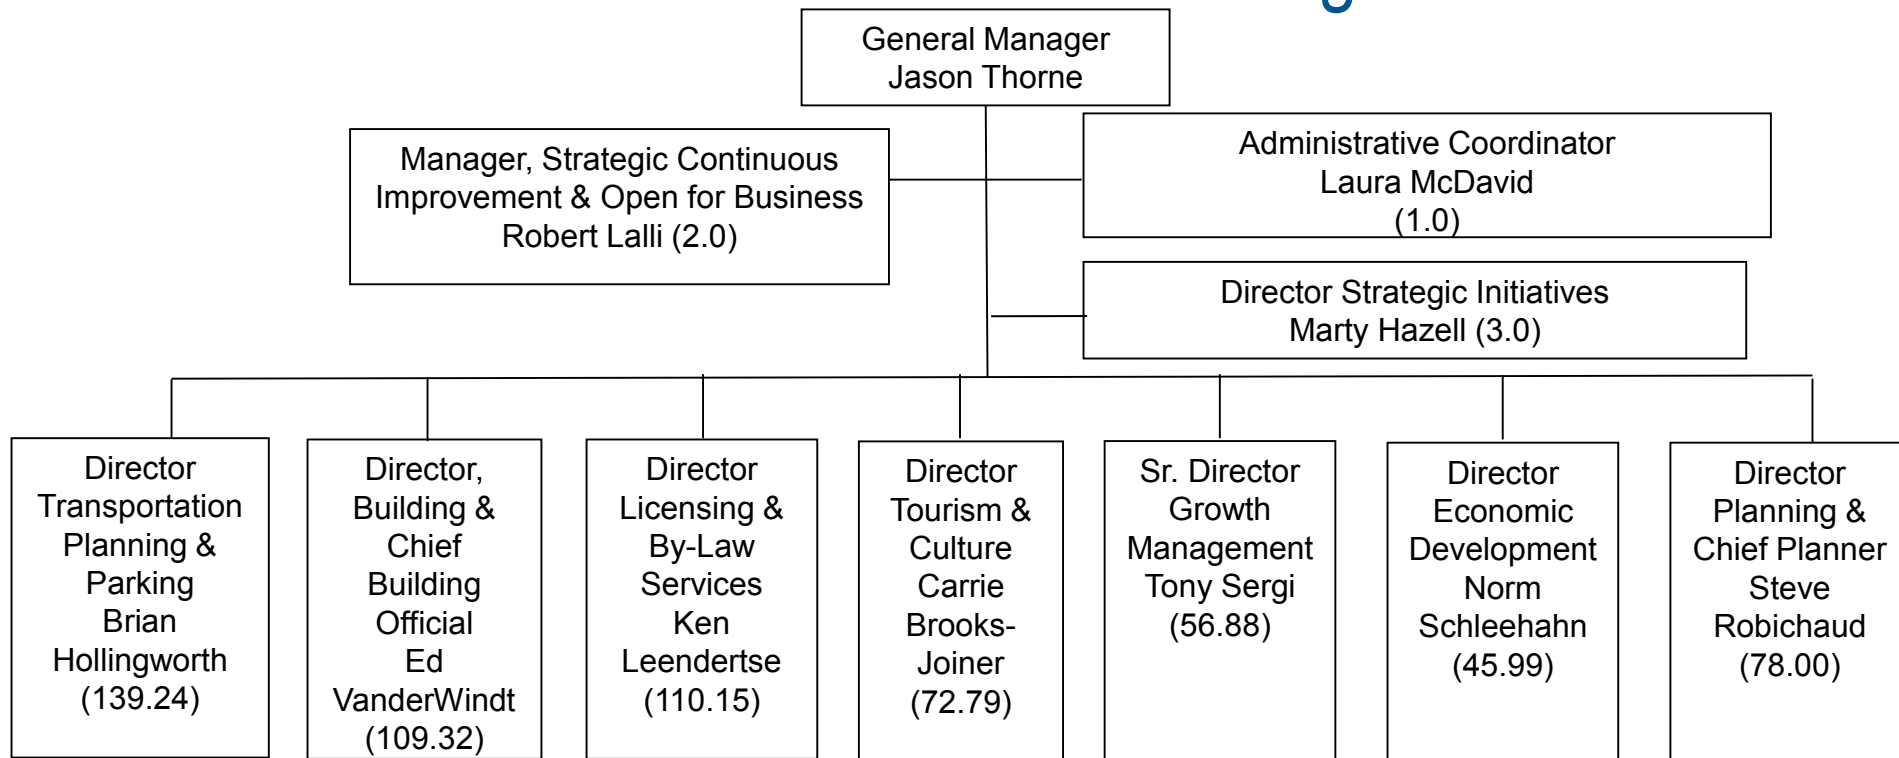 General Manager
Jason Thorne
Manager, Strategic Continuous
Improvement & Open for Business
Robert Lalli (2.0)
Administrative Coordinator
Laura McDavid
(1.0)
Director Strategic Initiatives
Marty Hazell (3.0)
Director
Transportation
Planning &
Parking
Brian
Hollingworth
(139.24)
Director,
Building &
Chief
Building
Official
Ed
VanderWindt
(109.32)
Director
Licensing &
By-Law
Services
Ken
Leendertse
(110.15)
Director
Tourism &
Culture
Carrie
Brooks-
Joiner
(72.79)
Sr. Director
Growth
Management
Tony Sergi
(56.88)
Director
Economic
Development
Norm
Schleehahn
(45.99)
Director
Planning &
Chief Planner
Steve
Robichaud
(78.00)